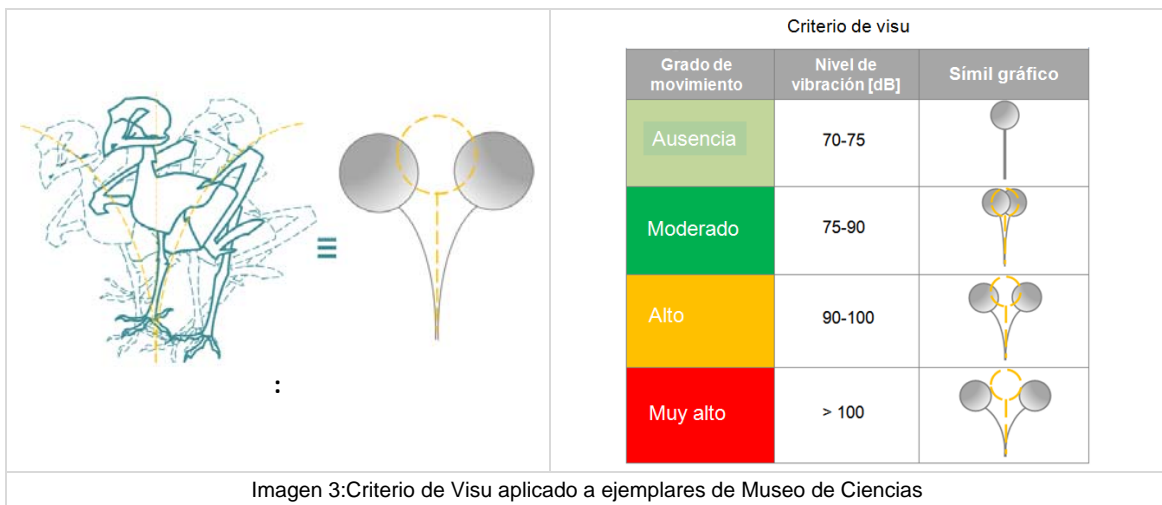 Criterio de visu
Grado de movimiento
Nivel de vibración [dB]
Símil gráfico
Ausencia
70-75
Moderado
75-90
Alto
90-100
Muy alto
> 100
≡
:
Imagen 3:Criterio de Visu aplicado a ejemplares de Museo de Ciencias